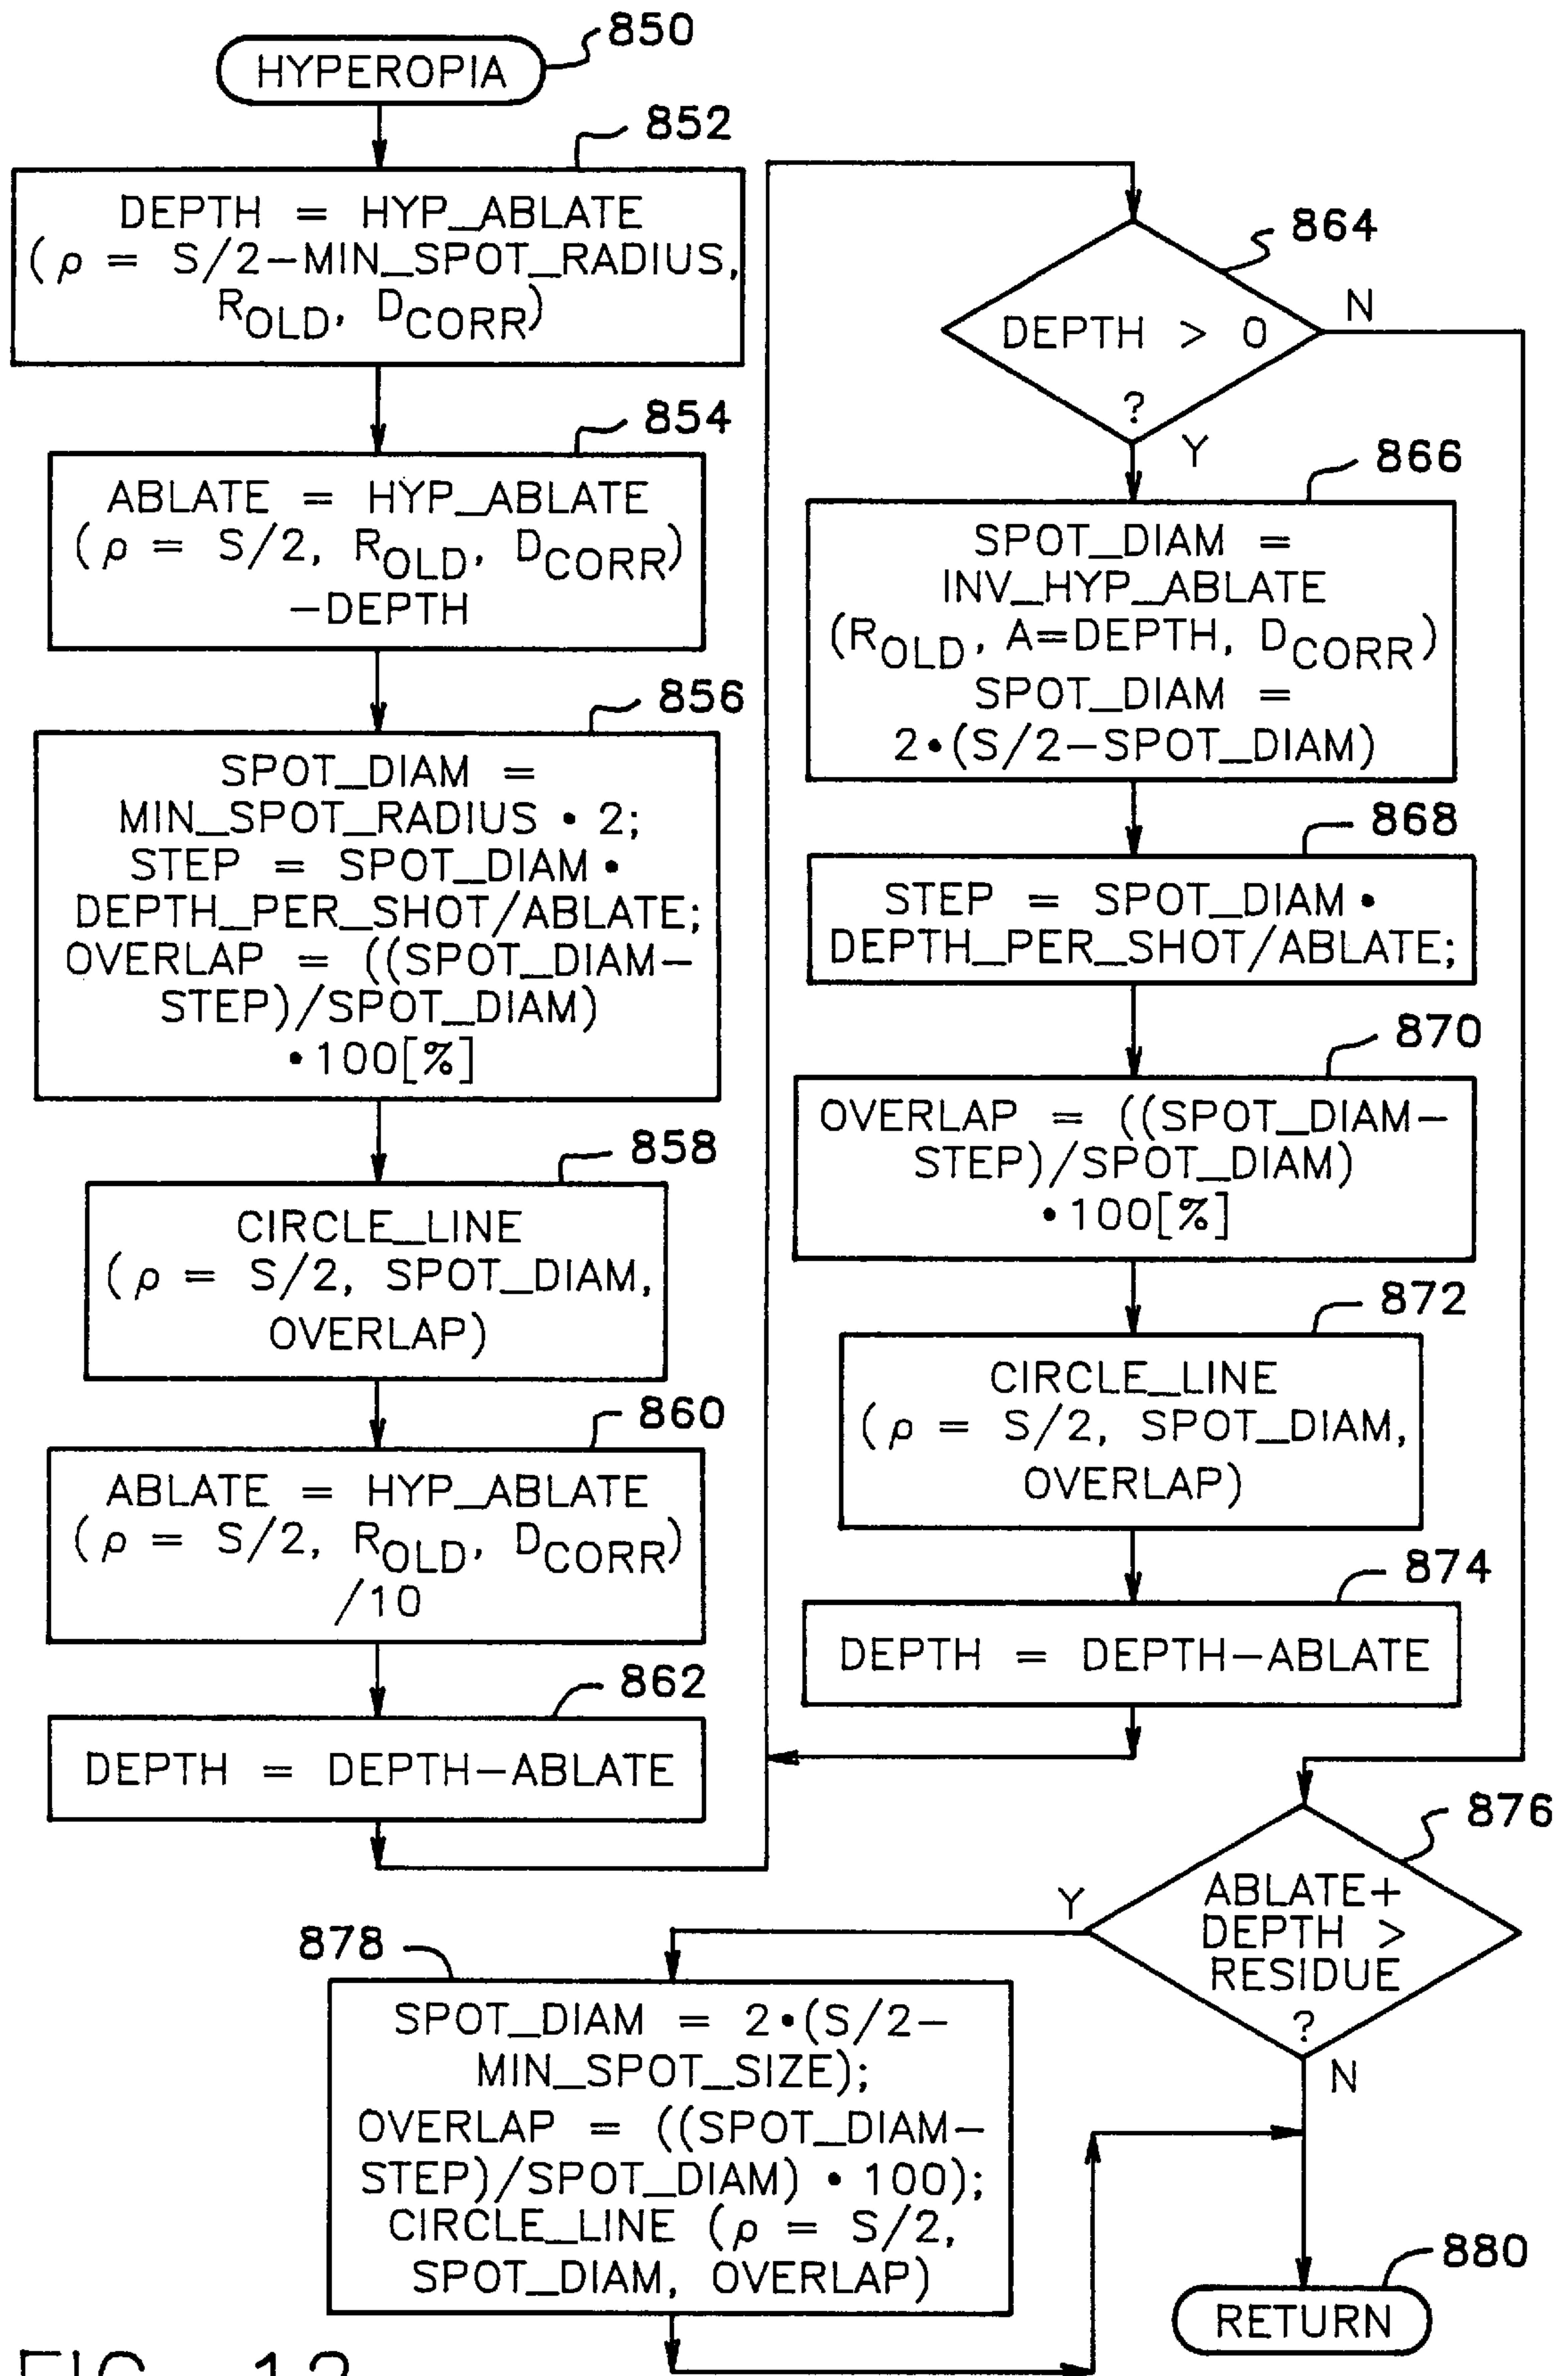 850
HYPEROPIA
852
DEPTH = HYP_ABLATE
(ρ = S/2-MIN_SPOT_RADIUS,
ROLD, DCORR)
854
ABLATE = HYP_ABLATE
(ρ = S/2, ROLD, DCORR)
-DEPTH
856
SPOT_DIAM =
MIN_SPOT_RADIUS • 2;
STEP = SPOT_DIAM •
DEPTH_PER_SHOT/ABLATE;
OVERLAP = ((SPOT_DIAM-
STEP)/SPOT_DIAM)
•100[%]
858
CIRCLE_LINE
(ρ = S/2, SPOT_DIAM,
OVERLAP)
860
ABLATE = HYP_ABLATE
(ρ = S/2, ROLD, DCORR)
/10
862
DEPTH = DEPTH-ABLATE
864
DEPTH > 0
?
N
Y
866
SPOT_DIAM =
INV_HYP_ABLATE
(ROLD, A=DEPTH, DCORR)
SPOT_DIAM =
2•(S/2-SPOT_DIAM)
868
STEP = SPOT_DIAM •
DEPTH_PER_SHOT/ABLATE;
870
OVERLAP = ((SPOT_DIAM-
STEP)/SPOT_DIAM)
•100[%]
872
CIRCLE_LINE
(ρ = S/2, SPOT_DIAM,
OVERLAP)
874
DEPTH = DEPTH-ABLATE
876
ABLATE+
DEPTH >
RESIDUE
?
Y
N
878
SPOT_DIAM = 2•(S/2-
MIN_SPOT_SIZE);
OVERLAP = ((SPOT_DIAM-
STEP)/SPOT_DIAM) • 100);
CIRCLE_LINE (ρ = S/2,
SPOT_DIAM, OVERLAP)
880
RETURN